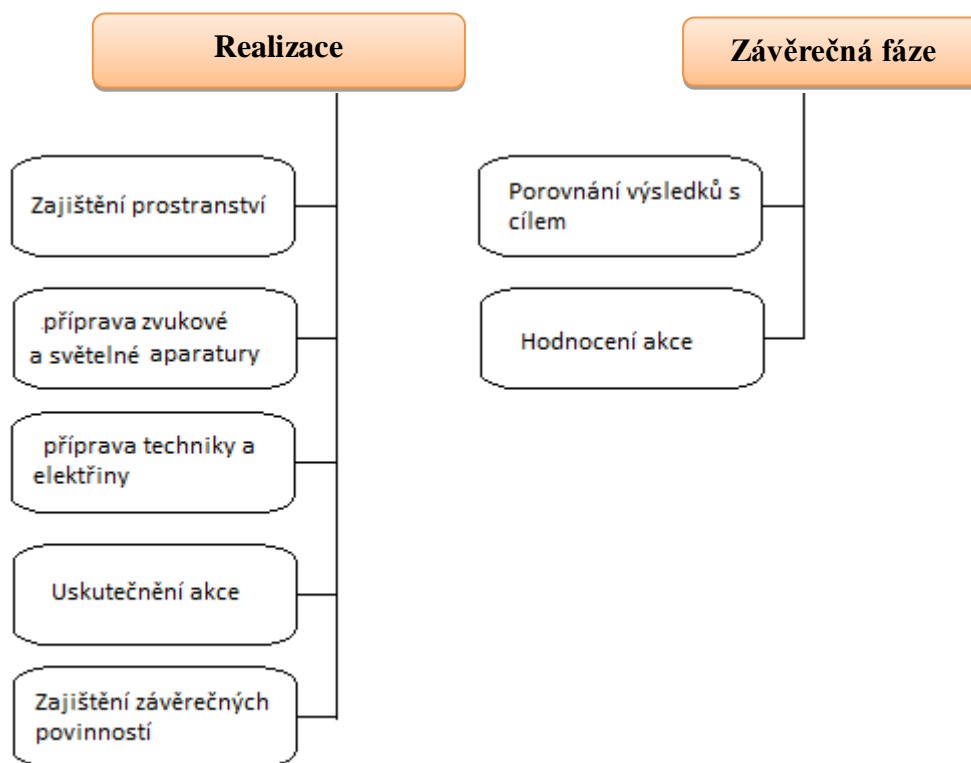 Realizace
Zajištění prostranství
příprava zvukové
a světelné aparatury
příprava techniky a
elektřiny
Uskutečnění akce
Zajištění závěrečných
povinností
Závěrečná fáze
Porovnání výsledků s
cílem
Hodnocení akce